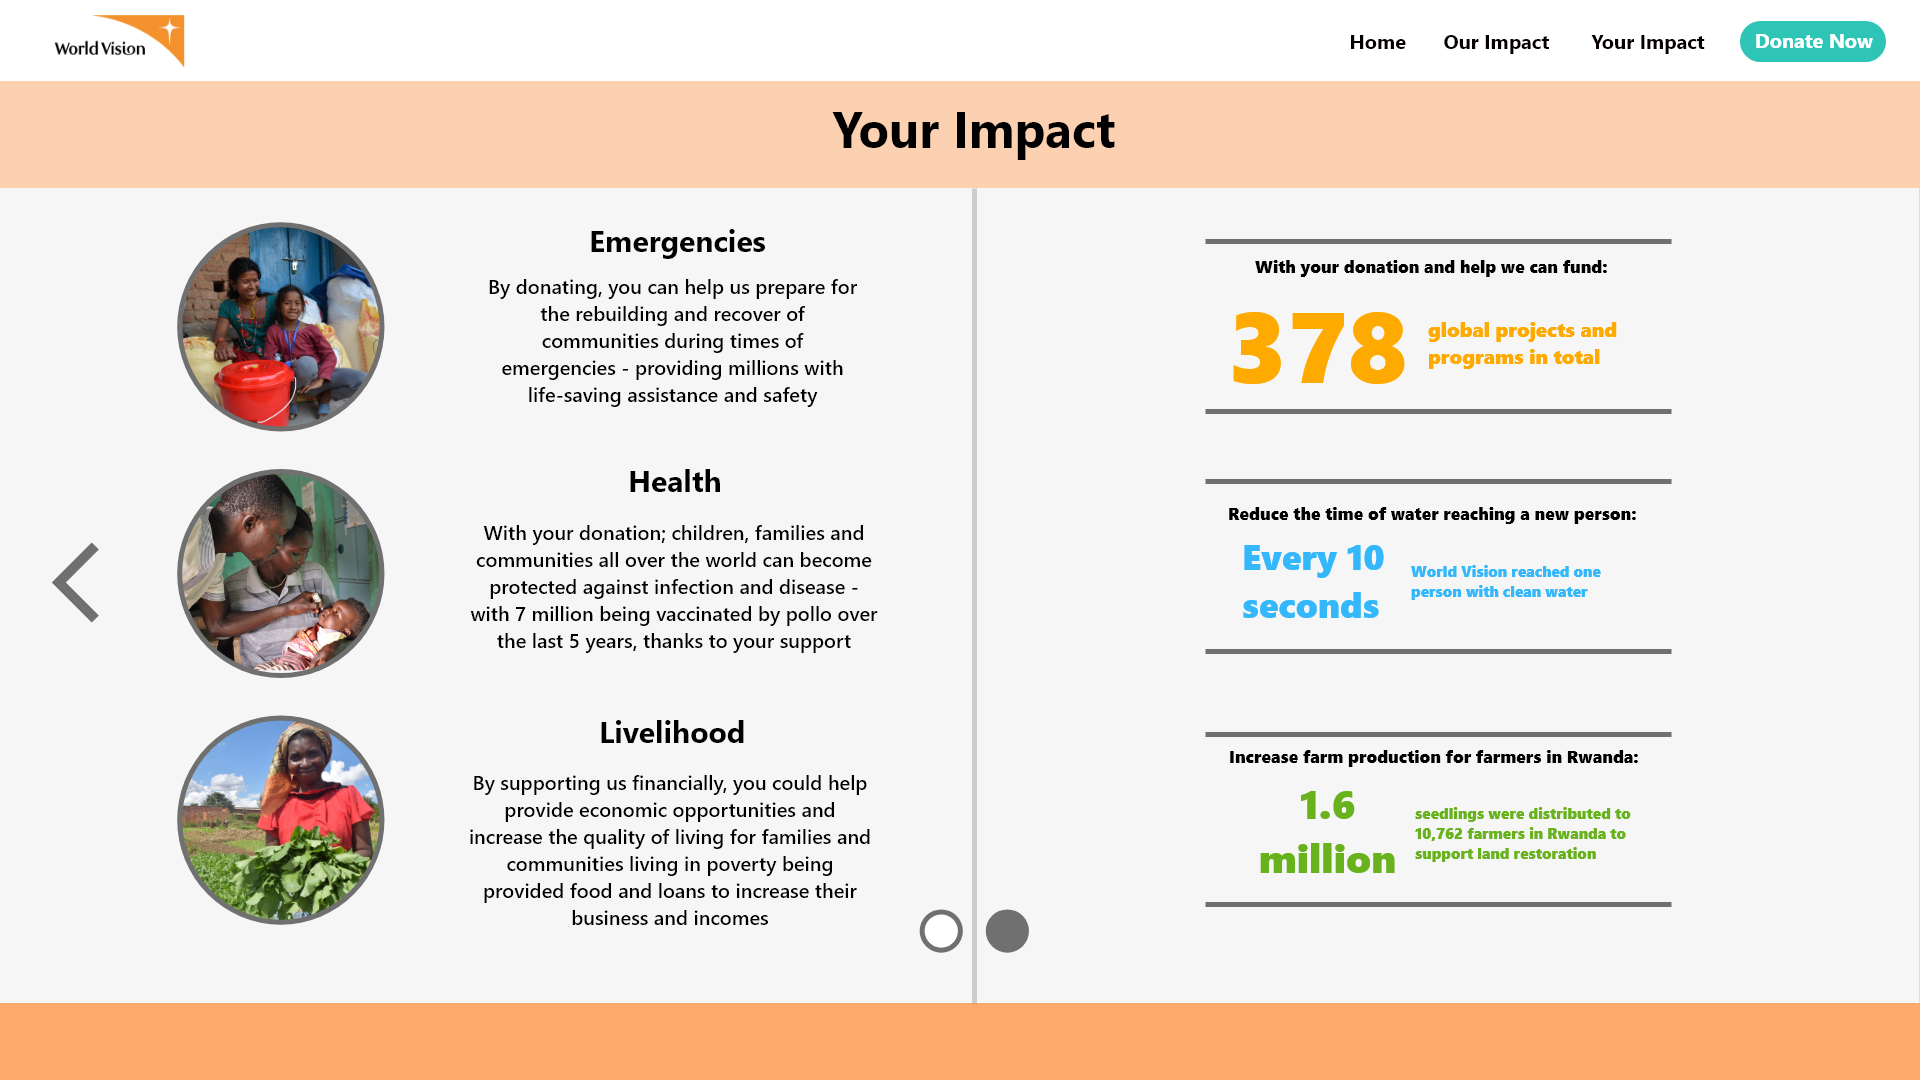 World Vision
Home
Our Impact
Your Impact
Donate Now
Your Impact
Emergencies
By donating, you can help us prepare for
the rebuilding and recover of
communities during times of
emergencies - providing millions with
life-saving assistance and safety
Health
With your donation; children, families and
communities all over the world can become
protected against infection and disease -
with 7 million being vaccinated by pollo over
the last 5 years, thanks to your support
Livelihood
By supporting us financially, you could help
provide economic opportunities and
increase the quality of living for families and
communities living in poverty being
provided food and loans to increase their
business and incomes
With your donation and help we can fund:
378
global projects and
programs in total
Reduce the time of water reaching a new person:
Every 10
seconds
World Vision reached one
person with clean water
Increase farm production for farmers in Rwanda:
1.6
million
seedlings were distributed to
10,762 farmers in Rwanda to
support land restoration